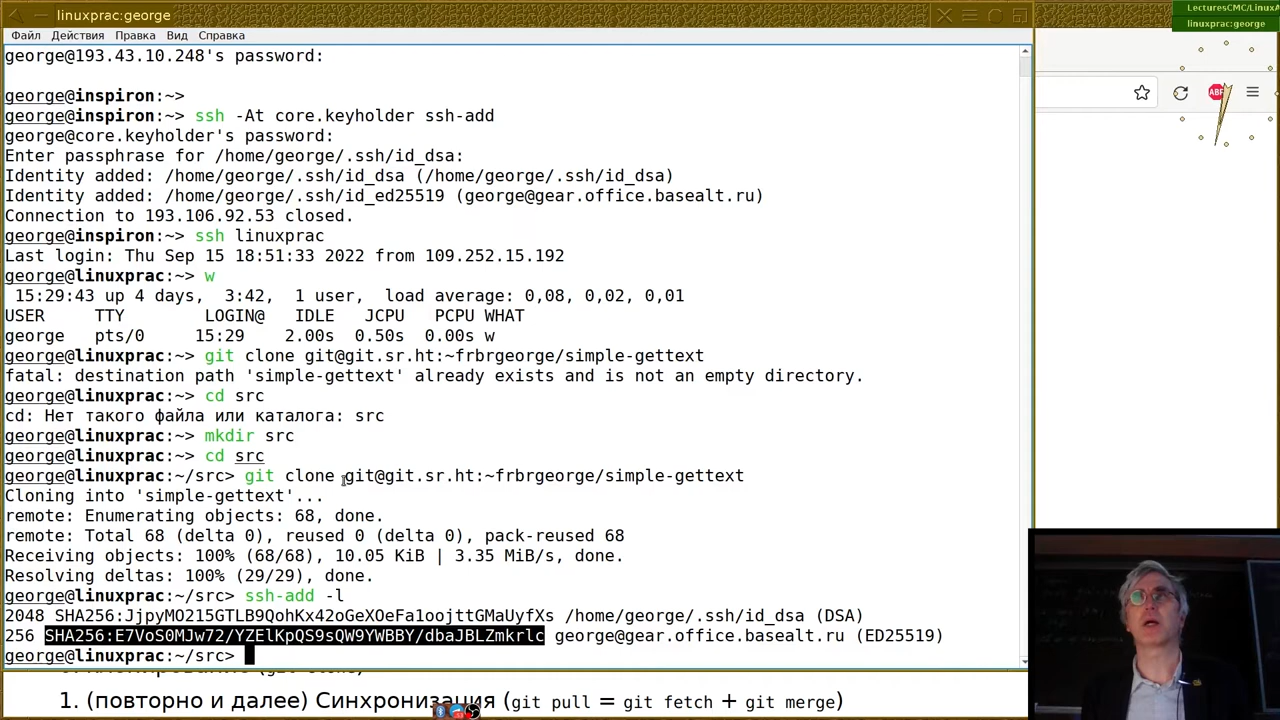 linuxprac:george
LecturesCMC/LinuxA
linuxprac:george
Файл Действия Правка Вид Справка
george@193.43.10.248's password:
george@inspiron:~>
george@inspiron:~> ssh -At core.keyholder ssh-add
george@core.keyholder's password:
Enter passphrase for /home/george/.ssh/id_dsa:
Identity added: /home/george/.ssh/id_dsa (/home/george/.ssh/id_dsa)
Identity added: /home/george/.ssh/id_ed25519 (george@gear.office.basealt.ru)
Connection to 193.106.92.53 closed.
george@inspiron:~> ssh linuxprac
Last login: Thu Sep 15 18:51:33 2022 from 109.252.15.192
george@linuxprac:~> w
15:29:43 up 4 days, 3:42, 1 user, load average: 0,08, 0,02, 0,01
USER TTY LOGIN@ IDLE JCPU PCPU WHAT
george pts/0 15:29 2.00s 0.50s 0.00s w
george@linuxprac:~> git clone git@git.sr.ht:~frbrgeorge/simple-gettext
fatal: destination path 'simple-gettext' already exists and is not an empty directory.
george@linuxprac:~> cd src
cd: Нет такого файла или каталога: src
george@linuxprac:~> mkdir src
george@linuxprac:~> cd src
george@linuxprac:~/src> git clone git@git.sr.ht:~frbrgeorge/simple-gettext
Cloning into 'simple-gettext'...
remote: Enumerating objects: 68, done.
remote: Total 68 (delta 0), reused 0 (delta 0), pack-reused 68
Receiving objects: 100% (68/68), 10.05 KiB | 3.35 MiB/s, done.
Resolving deltas: 100% (29/29), done.
george@linuxprac:~/src> ssh-add -l
2048 SHA256:JjpyMO215GTLB9QohKx42oGeXOeFa1oojttGMaUyfXs /home/george/.ssh/id_dsa (DSA)
256 SHA256:E7VoS0MJw72/YZElKpQS9sQW9YWBBY/dbaJBLZmkrlc george@gear.office.basealt.ru (ED25519)
george@linuxprac:~/src>
1. (повторно и далее) Синхронизация (git pull = git fetch + git merge)